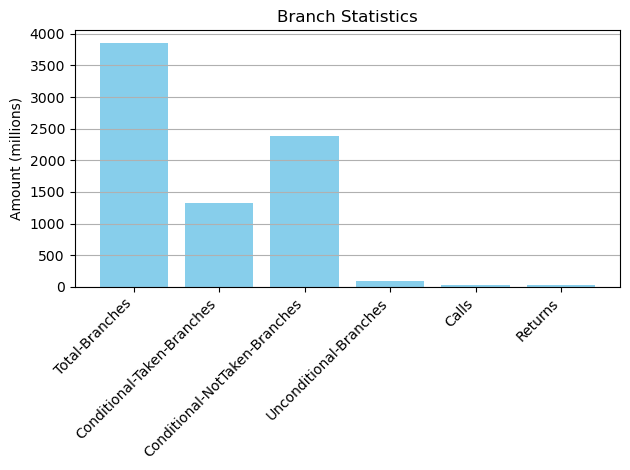 Branch Statistics
Amount (millions)
4000
3500
3000
2500
2000
1500
1000
500
0
Total-Branches
Conditional-Taken-Branches
Conditional-NotTaken-Branches
Unconditional-Branches
Calls
Returns